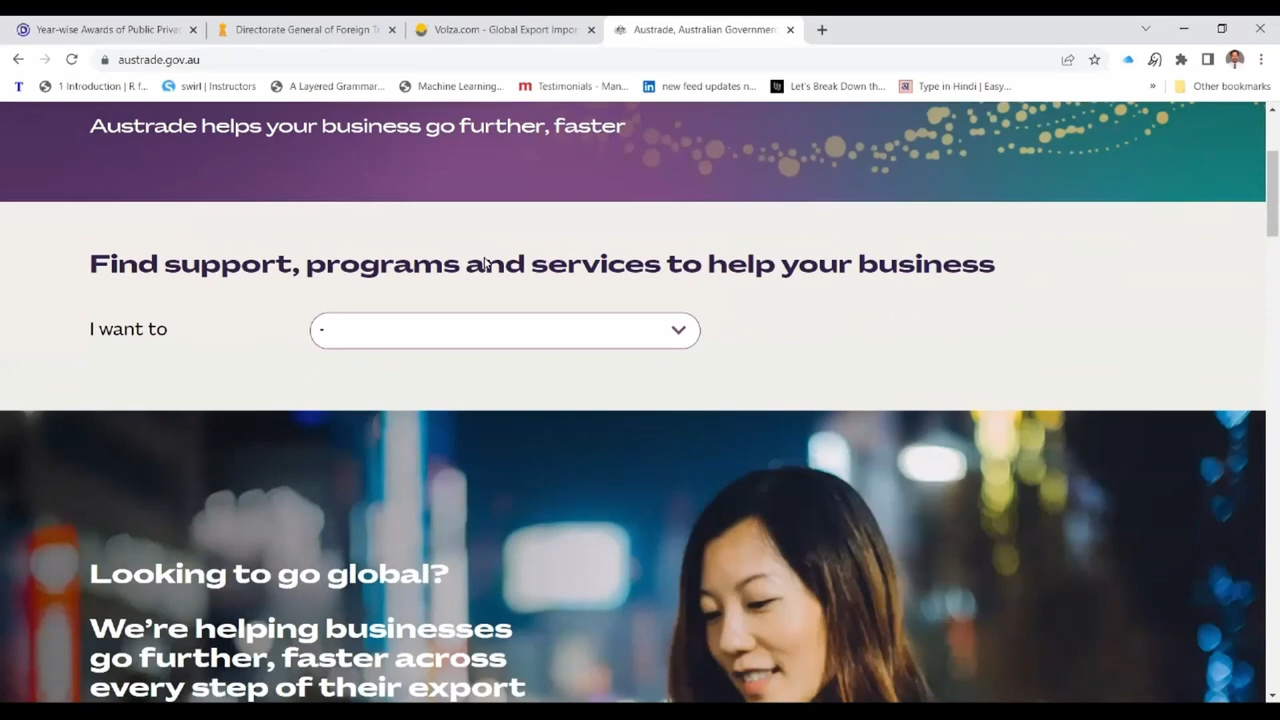 Year-wise Awards of Public Priva
Directorate General of Foreign T
Volza.com - Global Export Impor
Austrade, Australian Governmen
austrade.gov.au
T
1 Introduction | R f...
swirl | Instructors
A Layered Grammar...
Machine Learning...
Testimonials - Man...
new feed updates n...
Let's Break Down th...
Type in Hindi | Easy...
»
Other bookmarks
Austrade helps your business go further, faster
Find support, programs and services to help your business
I want to
-
Looking to go global?
We're helping businesses
go further, faster across
every step of their export